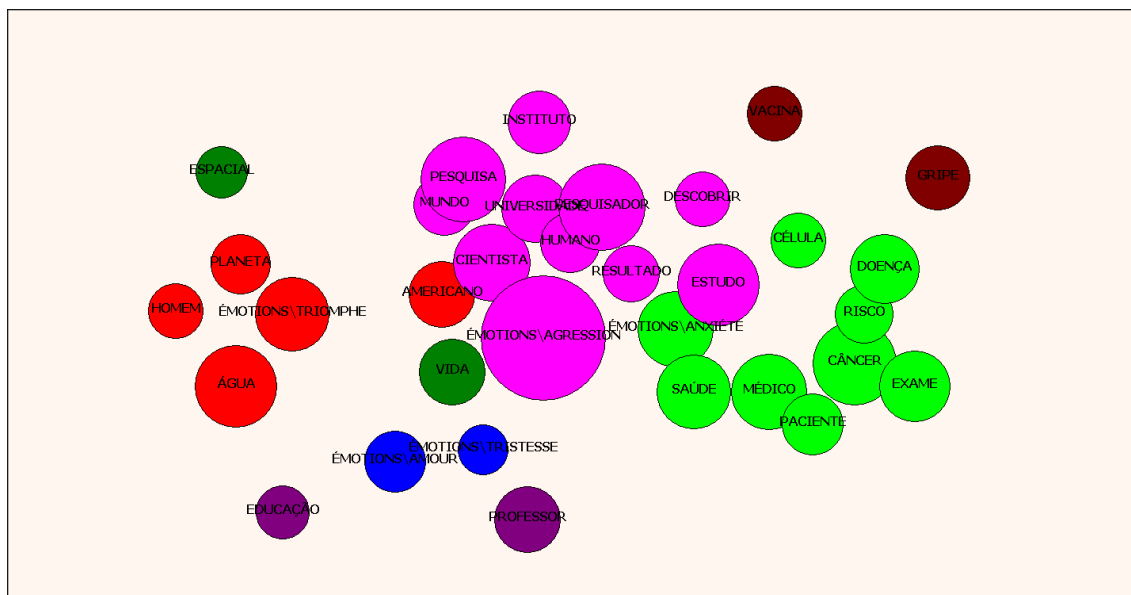 VACINA
INSTITUTO
ESPACIAL
PESQUISA
GRIPE
DESCOBRIR
MUNDO
UNIVERSIDADE
PESQUISADOR
CÉLULA
HUMANO
PLANETA
CIENTISTA
DOENÇA
RESULTADO
ESTUDO
AMERICANO
HOMEM
ÉMOTIONS\TRIOMPHE
RISCO
ÉMOTIONS\ANXIÉTÉ
ÉMOTIONS\AGRESSION
CÂNCER
VIDA
ÁGUA
EXAME
SAÚDE
MÉDICO
PACIENTE
ÉMOTIONS\TRISTESSE
ÉMOTIONS\AMOUR
EDUCAÇÃO
PROFESSOR